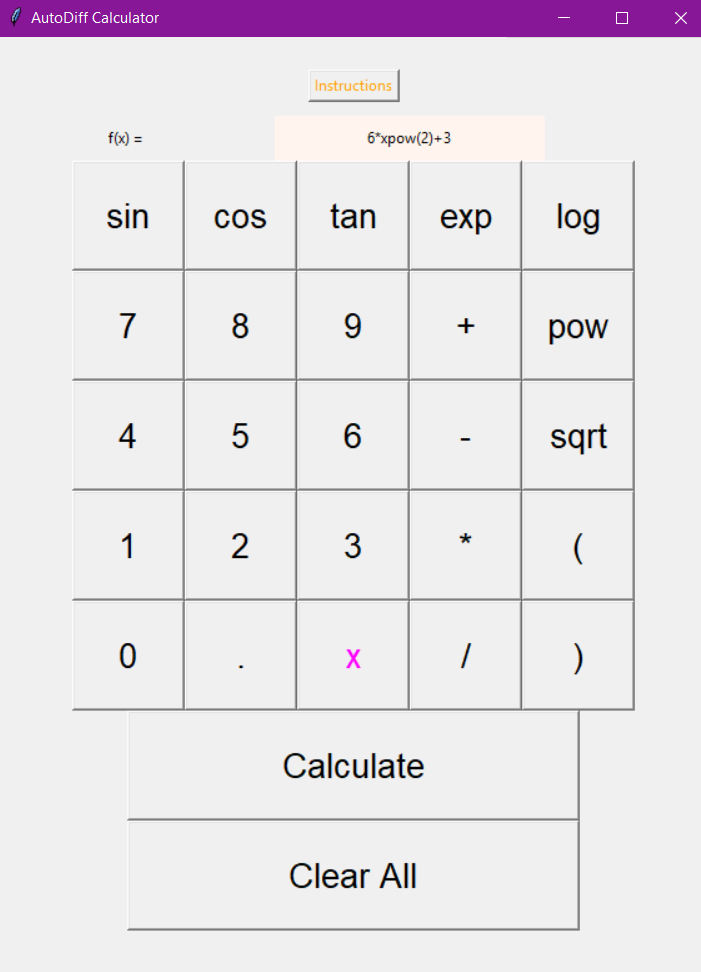 AutoDiff Calculator
Instructions
f(x) = 6*xpow(2)+3
sin cos tan exp log
7 8 9 + pow
4 5 6 - sqrt
1 2 3 * (
0 . x / )
Calculate
Clear All